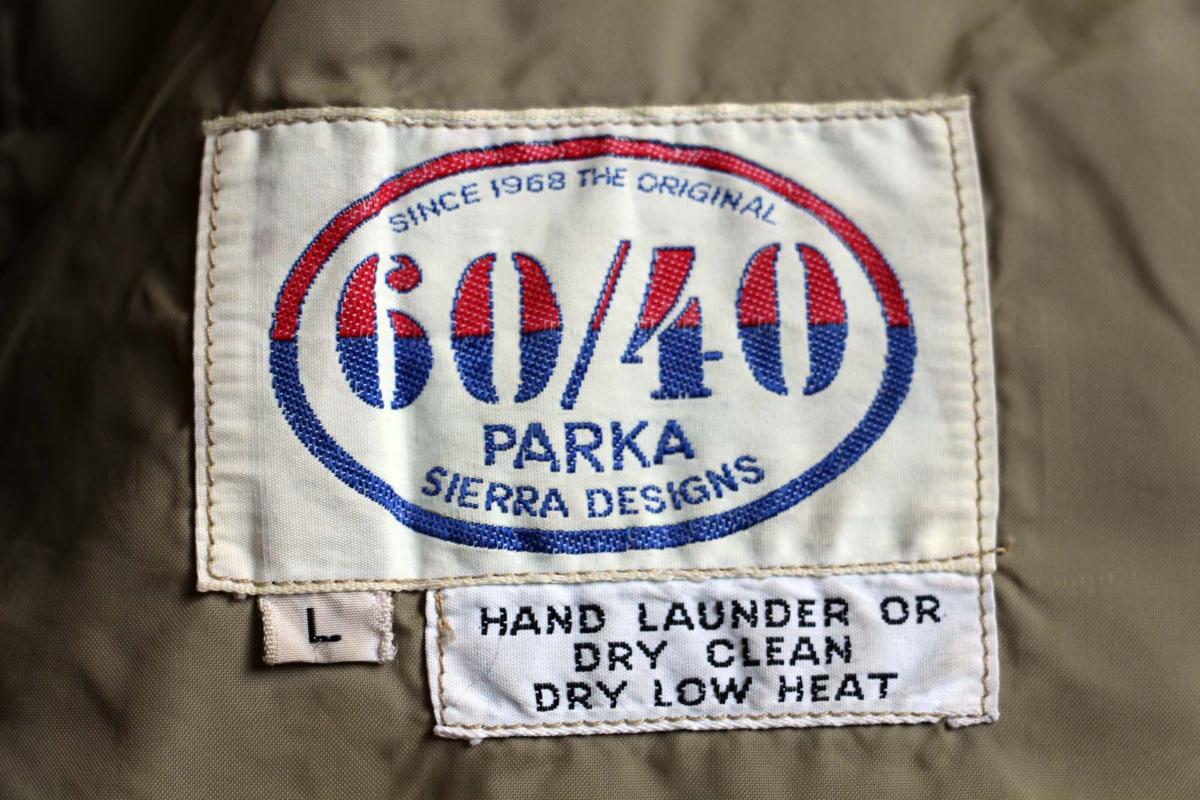 SINCE 1968 THE ORIGINAL
60/40
PARKA
SIERRA DESIGNS
L
HAND LAUNDER OR
DRY CLEAN
DRY LOW HEAT